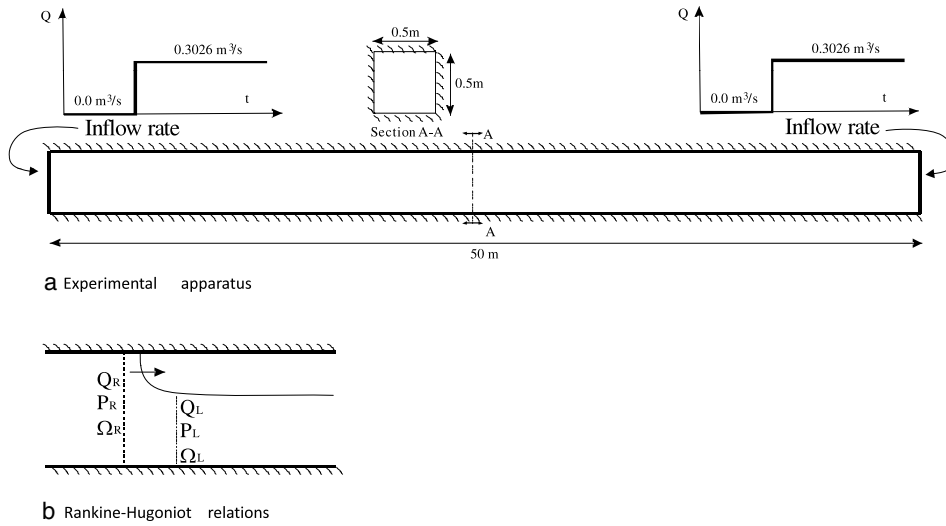 Q
0.3026 m³/s
0.0 m³/s
t
Inflow rate
0.5m
0.5m
Section A-A
A
Q
0.3026 m³/s
0.0 m³/s
t
Inflow rate
A
50 m
a Experimental apparatus
QR
PR
ΩR
QL
PL
ΩL
b Rankine-Hugoniot relations